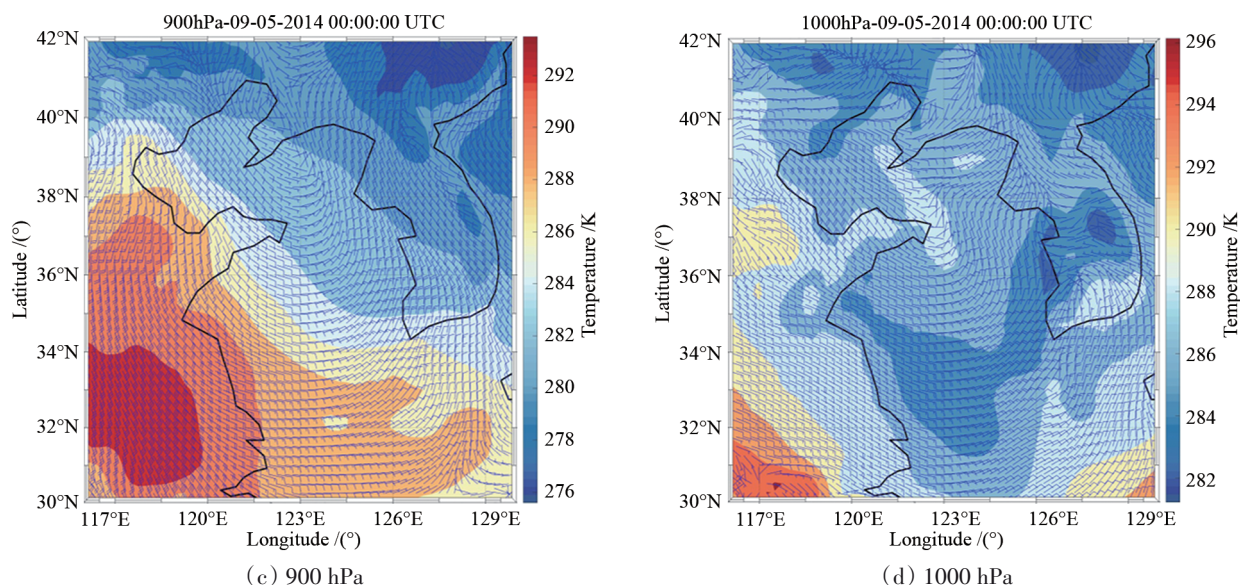 900hPa-09-05-2014 00:00:00 UTC
42°N
40°N
38°N
36°N
34°N
32°N
30°N
Latitude /(°)
117°E 120°E 123°E 126°E 129°E
Longitude /(°)
292
290
288
286
284
282
280
278
276
Temperature /K
(c) 900 hPa
1000hPa-09-05-2014 00:00:00 UTC
42°N
40°N
38°N
36°N
34°N
32°N
30°N
Latitude /(°)
117°E 120°E 123°E 126°E 129°E
Longitude /(°)
296
294
292
290
288
286
284
282
Temperature /K
(d) 1000 hPa